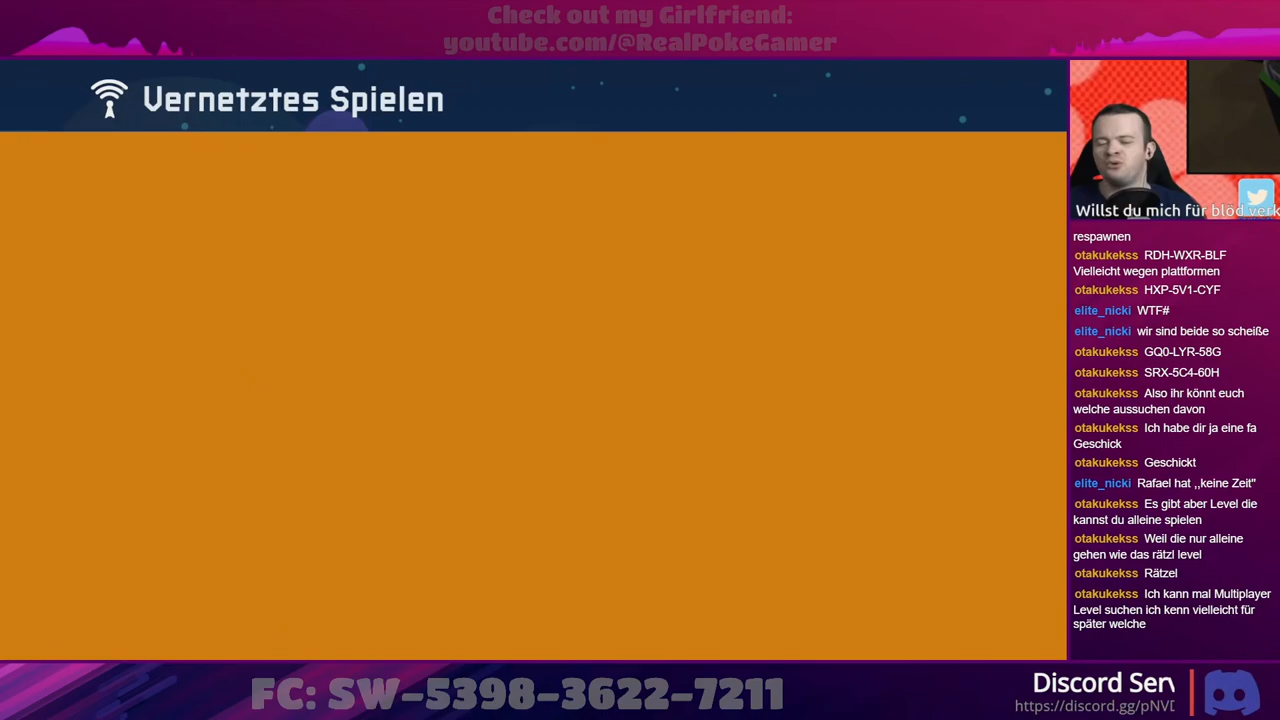 Check out my Girlfriend:
youtube.com/@RealPokeGamer
Vernetztes Spielen
Willst du mich für blöd verk
respawnen
otakukekss RDH-WXR-BLF
Vielleicht wegen plattformen
otakukekss HXP-5V1-CYF
elite_nicki WTF#
elite_nicki wir sind beide so scheiße
otakukekss GQ0-LYR-58G
otakukekss SRX-5C4-60H
otakukekss Also ihr könnt euch
welche aussuchen davon
otakukekss Ich habe dir ja eine fa
Geschick
otakukekss Geschickt
elite_nicki Rafael hat ,,keine Zeit"
otakukekss Es gibt aber Level die
kannst du alleine spielen
otakukekss Weil die nur alleine
gehen wie das rätzl level
otakukekss Rätzel
otakukekss Ich kann mal Multiplayer
Level suchen ich kenn vielleicht für
später welche
FC: SW-5398-3622-7211
Discord Serv
https://discord.gg/pNVD